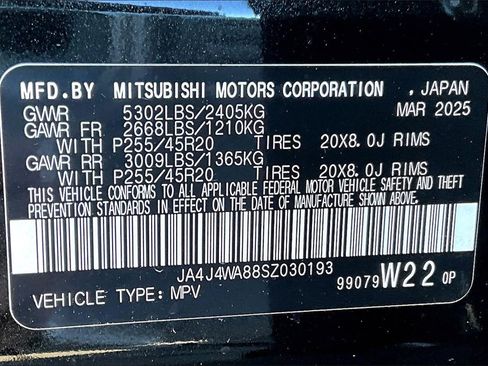 MFD.BY MITSUBISHI MOTORS CORPORATION . JAPAN
GVWR 5302LBS/2405KG MAR 2025
GAWR FR 2668LBS/1210KG
WITH P255/45R20 TIRES 20X8.0J RIMS
GAWR RR 3009LBS/1365KG
WITH P255/45R20 TIRES 20X8.0J RIMS
THIS VEHICLE CONFORMS TO ALL APPLICABLE FEDERAL MOTOR VEHICLE SAFETY AND THEFT
PREVENTION STANDARDS IN EFFECT ON THE DATE OF MANUFACTURE SHOWN ABOVE.
JA4J4WA88SZ030193
VEHICLE TYPE: MPV 99079 W22 0P